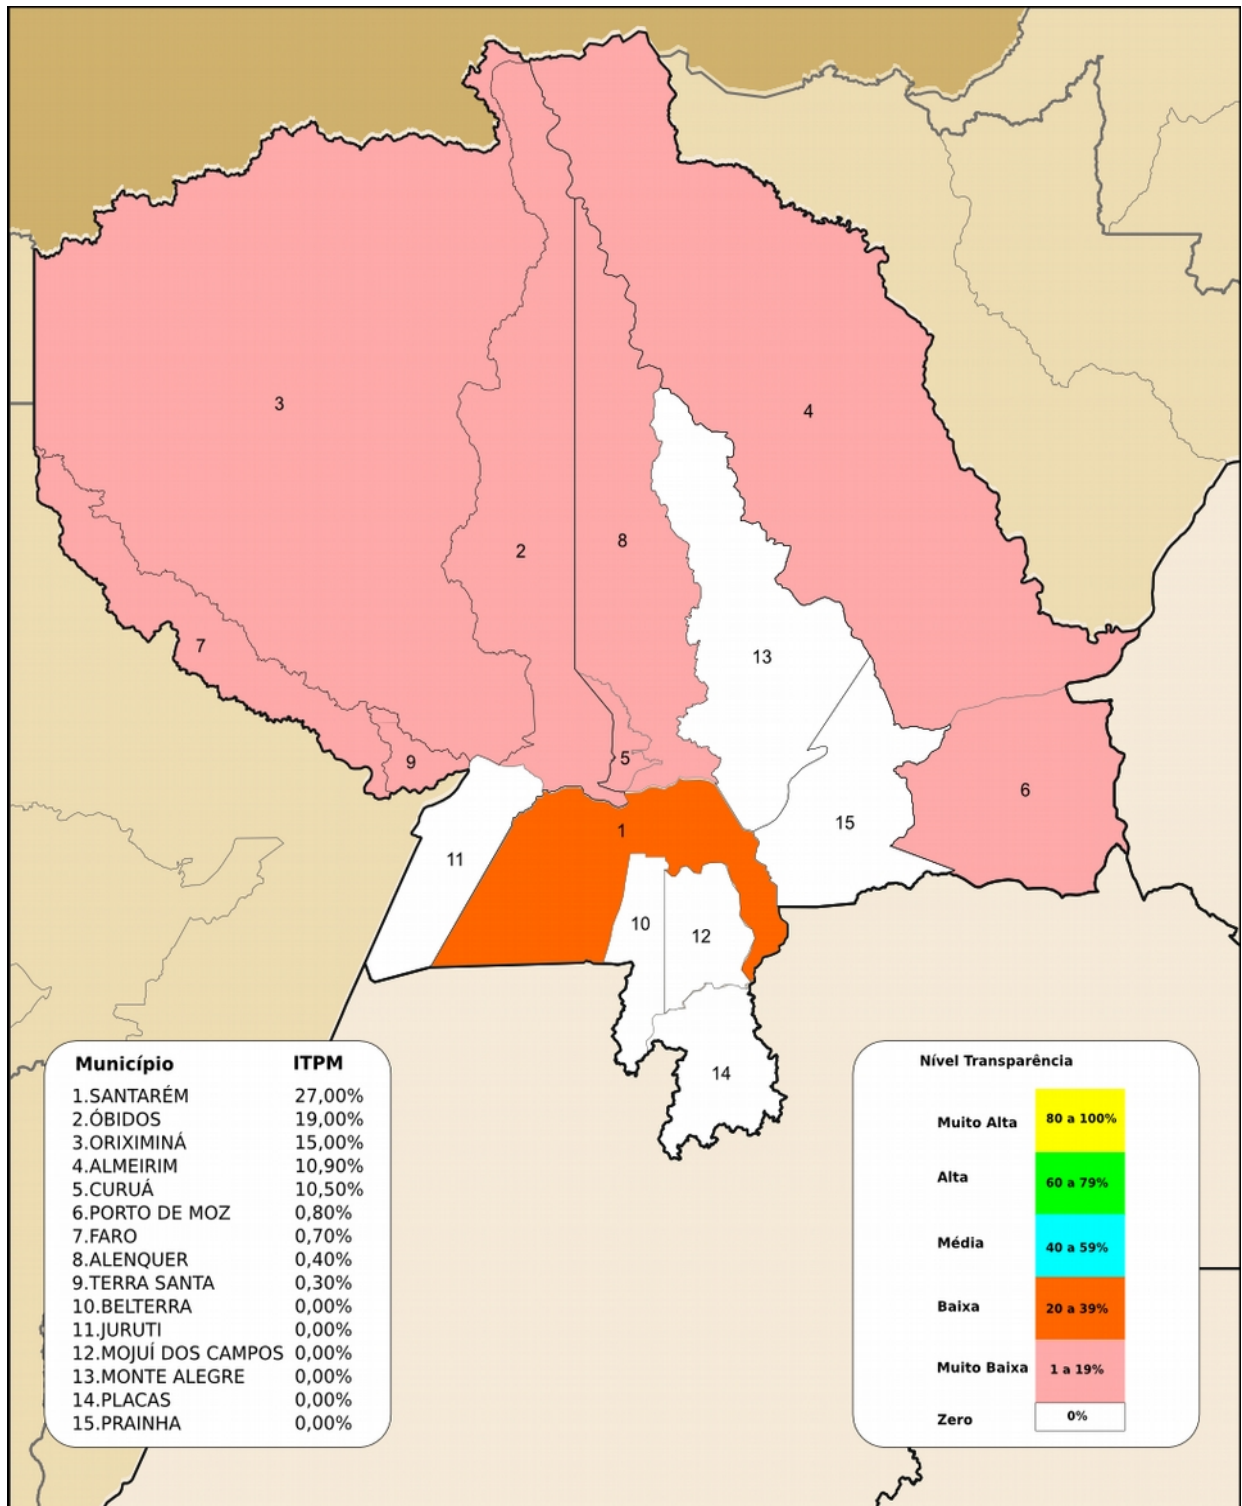 3
4
2
8
13
7
5
9
6
1
15
11
10
12
14
Município ITPM
1.SANTARÉM 27,00%
2.ÓBIDOS 19,00%
3.ORIXIMINÁ 15,00%
4.ALMEIRIM 10,90%
5.CURUÁ 10,50%
6.PORTO DE MOZ 0,80%
7.FARO 0,70%
8.ALENQUER 0,40%
9.TERRA SANTA 0,30%
10.BELTERRA 0,00%
11.JURUTI 0,00%
12.MOJUÍ DOS CAMPOS 0,00%
13.MONTE ALEGRE 0,00%
14.PLACAS 0,00%
15.PRAINHA 0,00%
Nível Transparência
Muito Alta 80 a 100%
Alta 60 a 79%
Média 40 a 59%
Baixa 20 a 39%
Muito Baixa 1 a 19%
Zero 0%